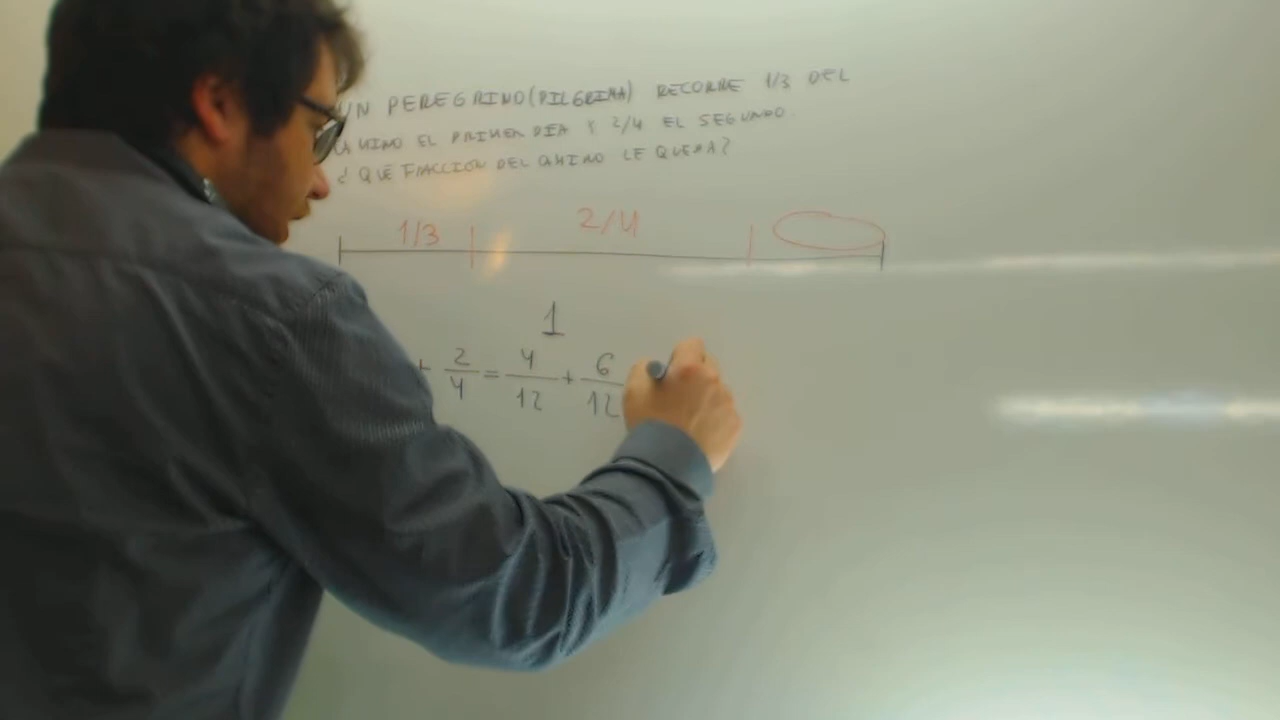 UN PEREGRINO (PILGRIMA) RECORRE 1/3 DEL
CAMINO EL PRIMER DIA Y 2/4 EL SEGUNDO.
¿ QUÉ FRACCION DEL CAMINO LE QUEDA?
1/3 2/4
1
+ 2/4 = 4/12 + 6/12